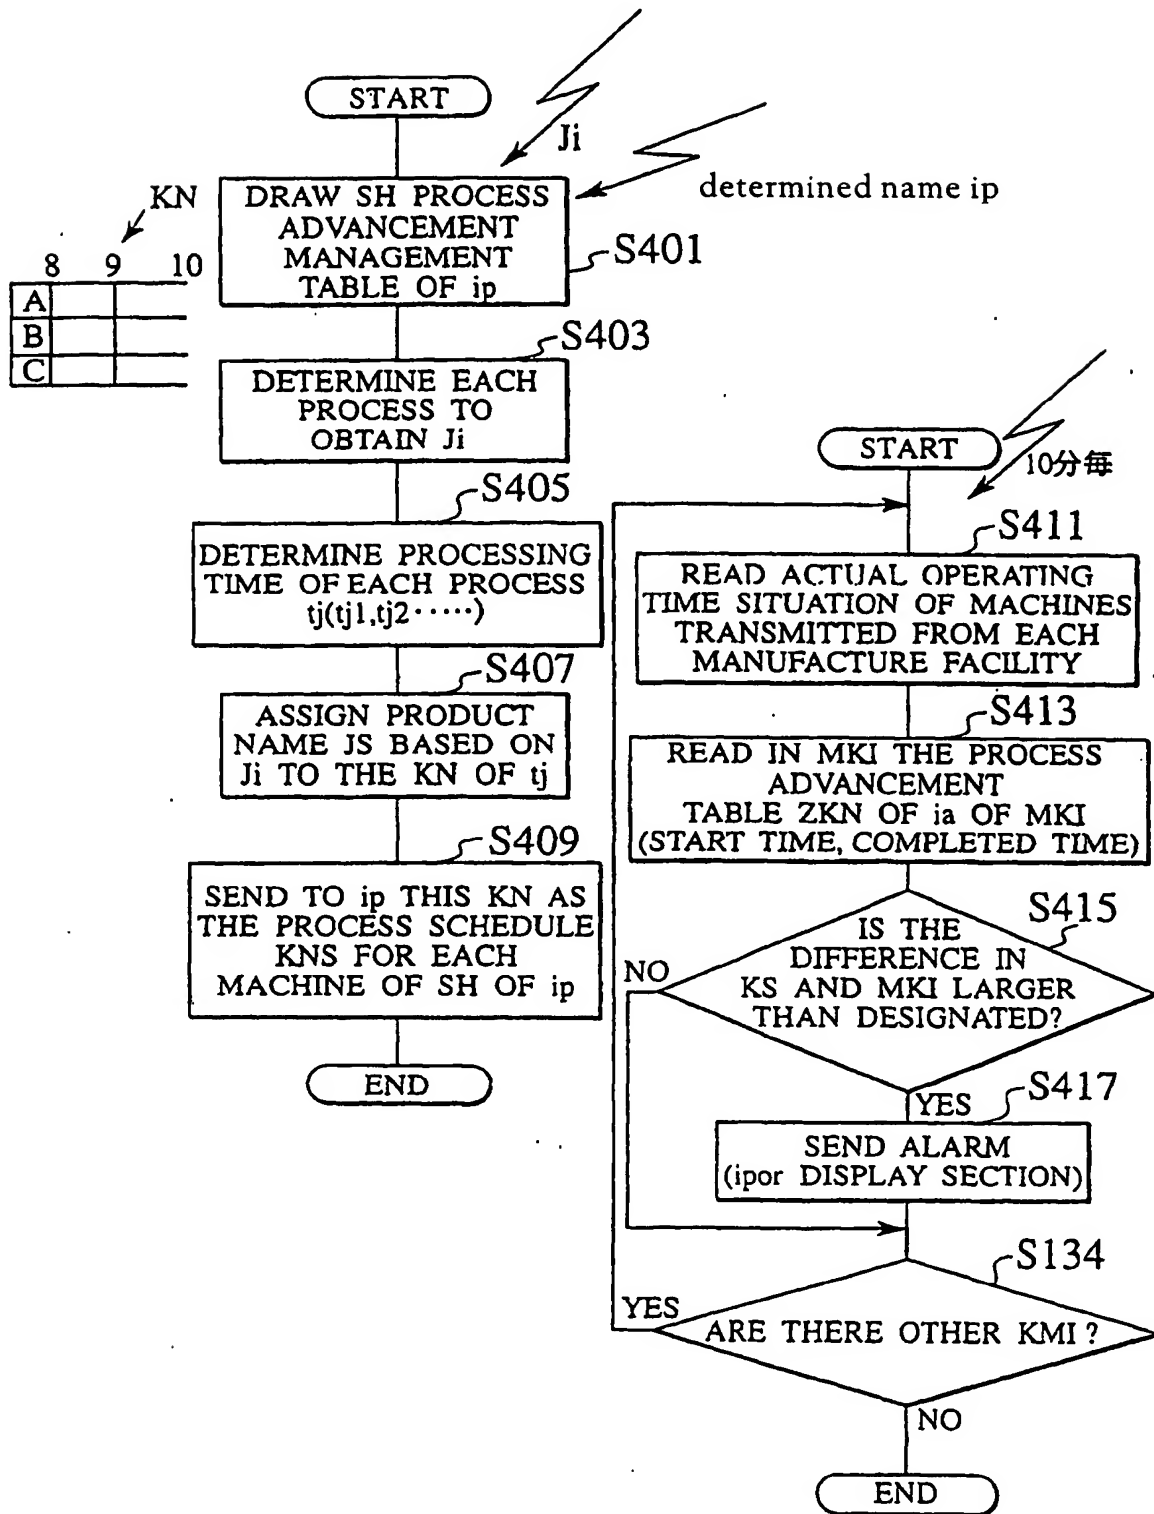 START
Ji
determined name ip
KN
8 9 10
A
B
C
DRAW SH PROCESS
ADVANCEMENT
MANAGEMENT
TABLE OF ip
S401
S403
DETERMINE EACH
PROCESS TO
OBTAIN Ji
S405
DETERMINE PROCESSING
TIME OF EACH PROCESS
tj(tj1,tj2·····)
S407
ASSIGN PRODUCT
NAME JS BASED ON
Ji TO THE KN OF tj
S409
SEND TO ip THIS KN AS
THE PROCESS SCHEDULE
KNS FOR EACH
MACHINE OF SH OF ip
END
START
10分毎
S411
READ ACTUAL OPERATING
TIME SITUATION OF MACHINES
TRANSMITTED FROM EACH
MANUFACTURE FACILITY
S413
READ IN MKI THE PROCESS
ADVANCEMENT
TABLE ZKN OF ia OF MKI
(START TIME, COMPLETED TIME)
S415
IS THE
DIFFERENCE IN
KS AND MKI LARGER
THAN DESIGNATED?
NO
YES
S417
SEND ALARM
(ipor DISPLAY SECTION)
S134
YES
ARE THERE OTHER KMI ?
NO
END